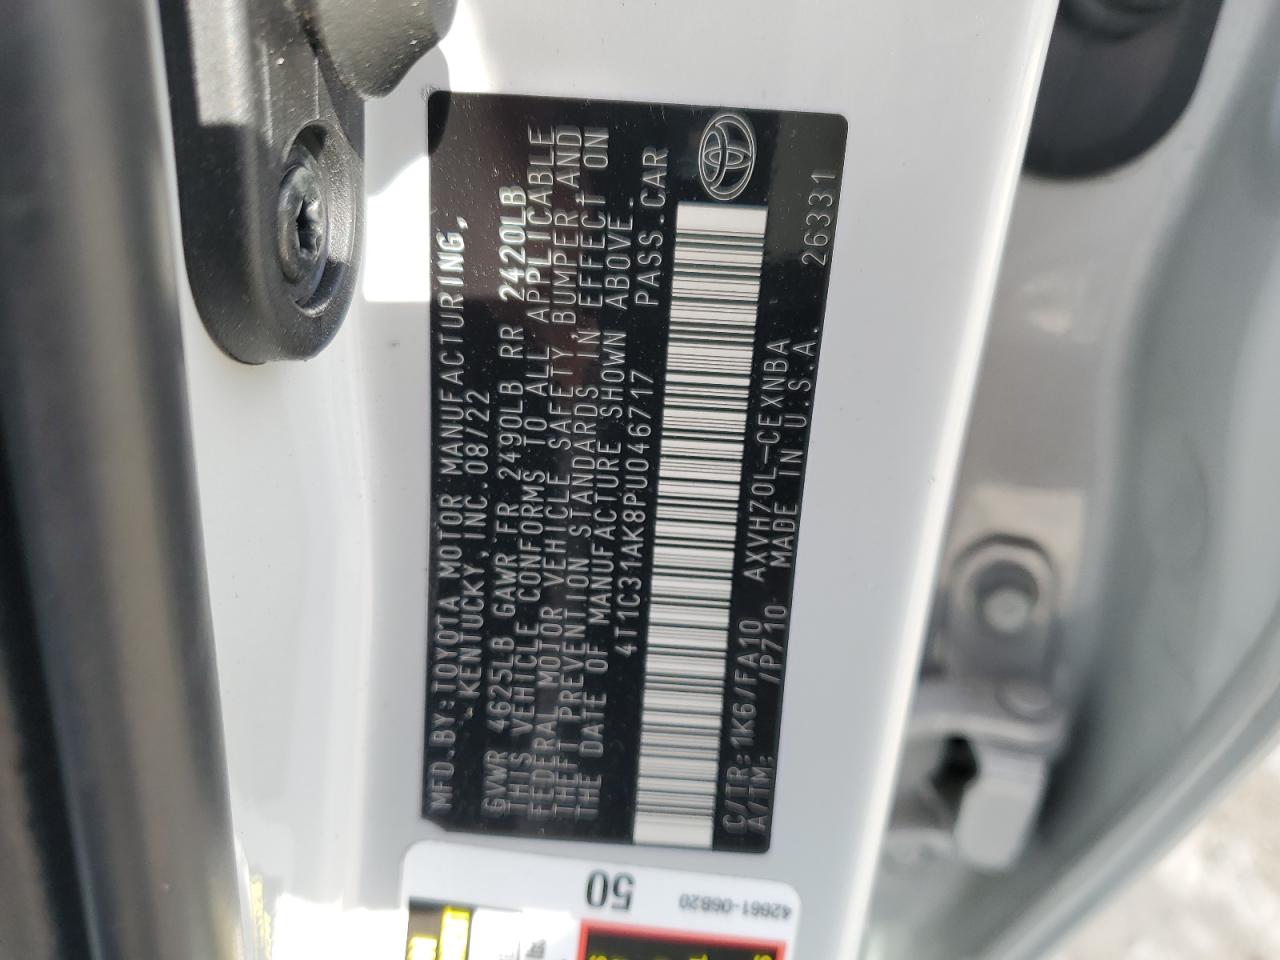 MFD.BY:TOYOTA MOTOR MANUFACTURING,
KENTUCKY,INC.08/22
GVWR 4625LB GAWR FR 2490LB RR 2420LB
THIS VEHICLE CONFORMS TO ALL APPLICABLE
FEDERAL MOTOR VEHICLE SAFETY,BUMPER,AND
THEFT PREVENTION STANDARDS IN EFFECT ON
THE DATE OF MANUFACTURE SHOWN ABOVE.
4T1C31AK8PU046717 PASS.CAR
C/TR:1K6/FA10 AXVH70L-CEXNBA
A/TM: /P710 MADE IN U.S.A. 26331
50
42661-06B20